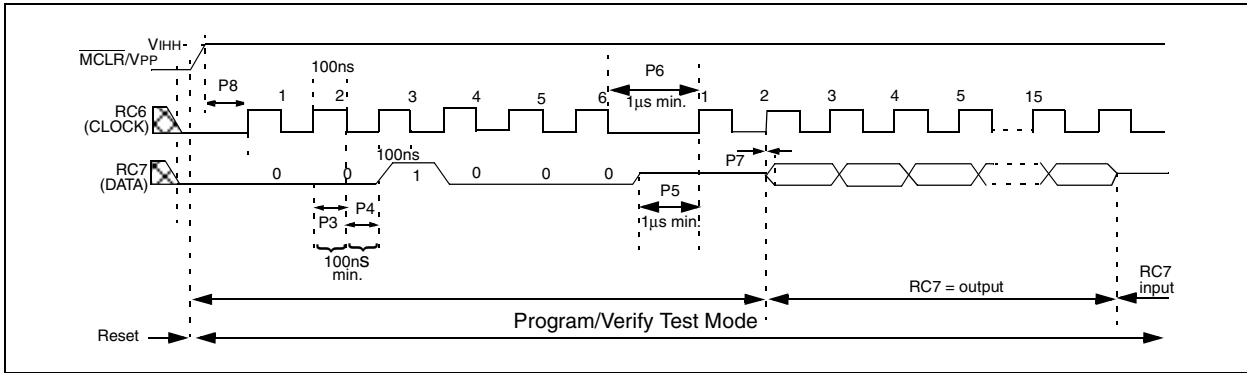 VIHH
MCLR/VPP
100ns
P8
P6
1 2 3 4 5 6 1μs min. 1 2 3 4 5 15
RC6
(CLOCK)
100ns
P7
RC7
(DATA)
0 0 1 0 0 0
P5
P3 P4
1μs min.
100nS
min.
RC7 = output
RC7
input
Program/Verify Test Mode
Reset